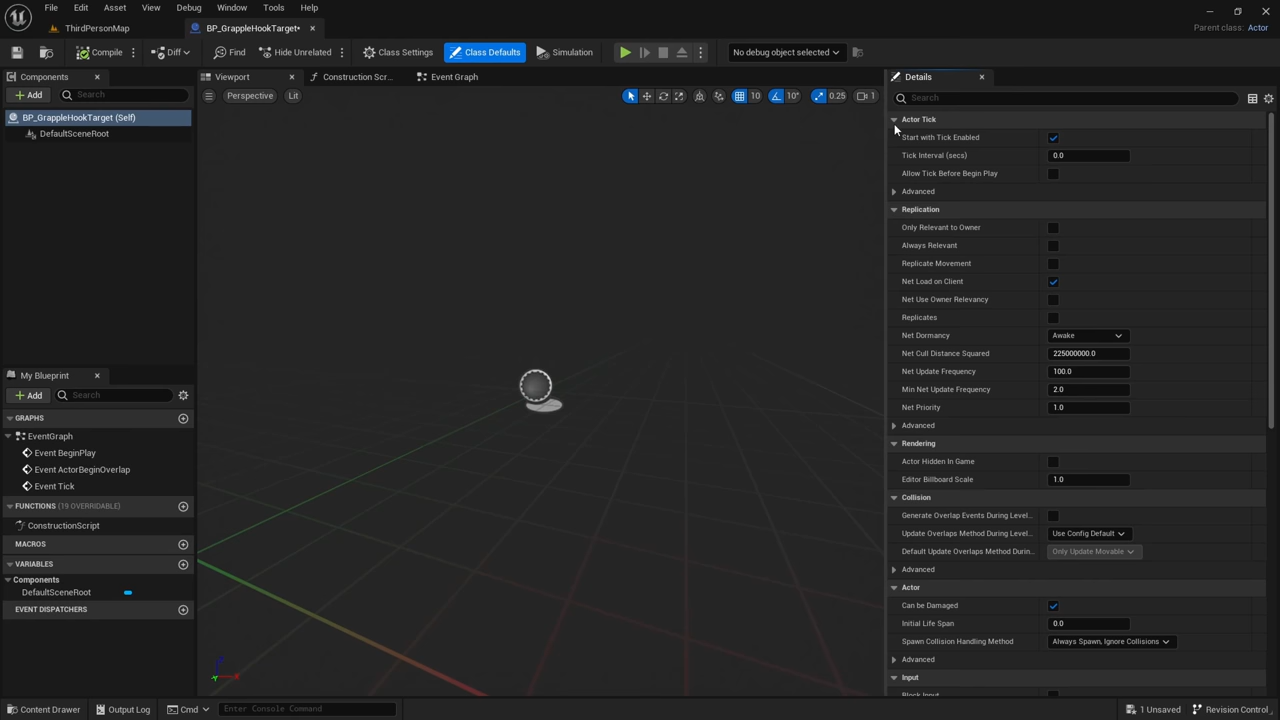 File Edit Asset View Debug Window Tools Help
ThirdPersonMap
BP_GrappleHookTarget*
Parent class: Actor
Compile
Diff
Find
Hide Unrelated
Class Settings
Class Defaults
Simulation
No debug object selected
Components
Add
Search
BP_GrappleHookTarget (Self)
DefaultSceneRoot
My Blueprint
Add
Search
GRAPHS
EventGraph
Event BeginPlay
Event ActorBeginOverlap
Event Tick
FUNCTIONS (19 OVERRIDABLE)
ConstructionScript
MACROS
VARIABLES
Components
DefaultSceneRoot
EVENT DISPATCHERS
Viewport
Construction Scr...
Event Graph
Perspective
Lit
10
10°
0.25
1
Details
Search
Actor Tick
Start with Tick Enabled
Tick Interval (secs) 0.0
Allow Tick Before Begin Play
Advanced
Replication
Only Relevant to Owner
Always Relevant
Replicate Movement
Net Load on Client
Net Use Owner Relevancy
Replicates
Net Dormancy Awake
Net Cull Distance Squared 225000000.0
Net Update Frequency 100.0
Min Net Update Frequency 2.0
Net Priority 1.0
Advanced
Rendering
Actor Hidden In Game
Editor Billboard Scale 1.0
Collision
Generate Overlap Events During Level...
Update Overlaps Method During Level... Use Config Default
Default Update Overlaps Method Durin... Only Update Movable
Advanced
Actor
Can be Damaged
Initial Life Span 0.0
Spawn Collision Handling Method Always Spawn, Ignore Collisions
Advanced
Input
Block Input
Content Drawer
Output Log
Cmd
Enter Console Command
1 Unsaved
Revision Control